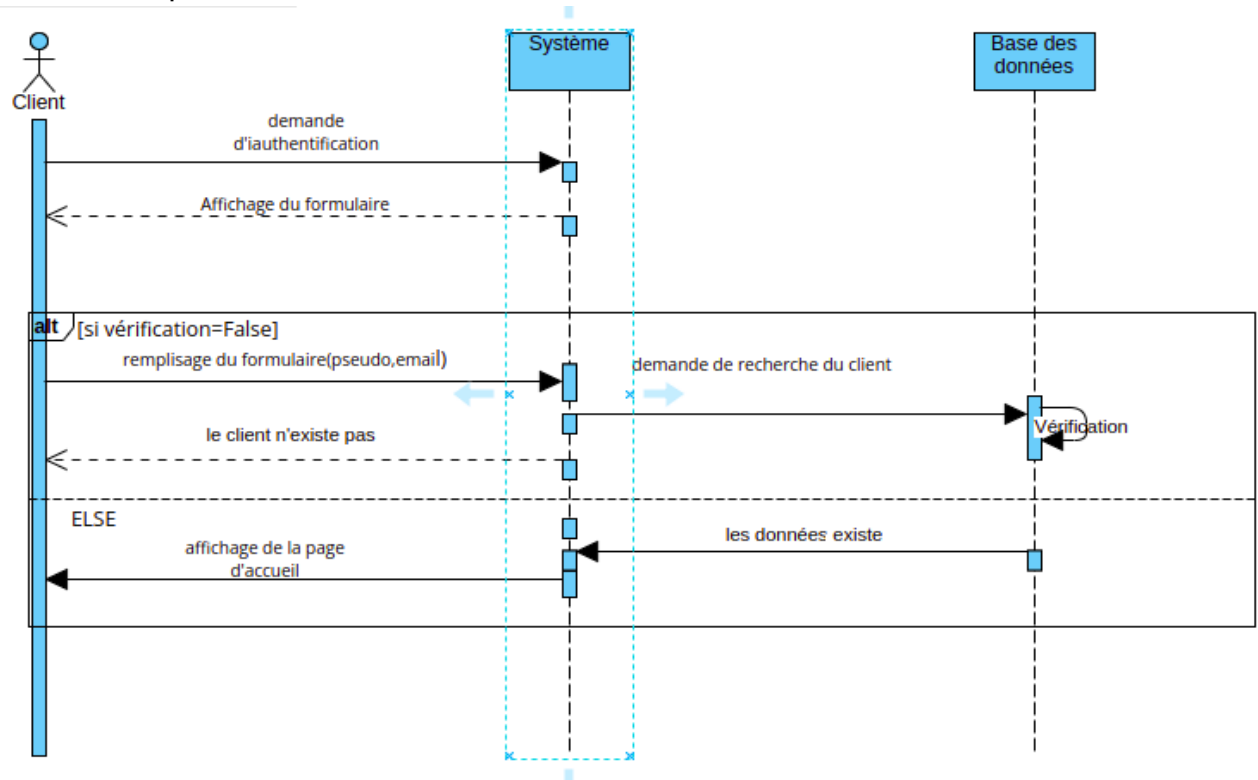 Système
Base des
données
Client
demande
d'iauthentification
Affichage du formulaire
alt
[si vérification=False]
remplisage du formulaire(pseudo,email)
demande de recherche du client
Vérification
le client n'existe pas
ELSE
les données existe
affichage de la page
d'accueil